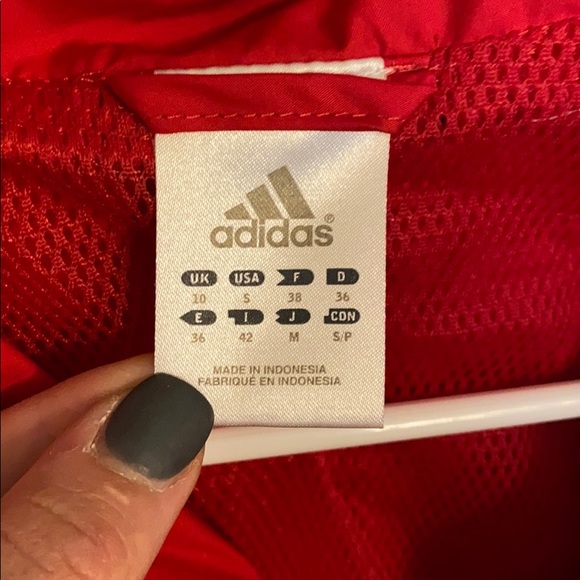 adidas®
UK USA F D
10 S 38 36
E I J CDN
36 42 M S/P
MADE IN INDONESIA
FABRIQUÉ EN INDONESIA